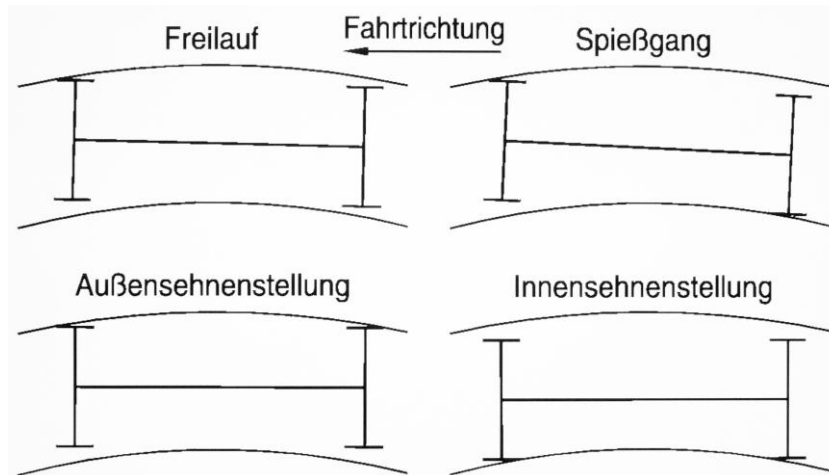 Freilauf
Fahrtrichtung
Spießgang
Außensehnenstellung
Innensehnenstellung